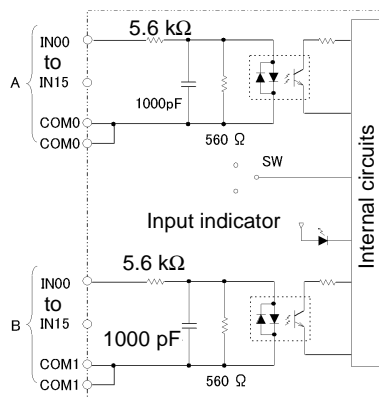 5.6 kΩ
IN00
to
IN15
A
1000pF
COM0
COM0
560 Ω
SW
Input indicator
Internal circuits
5.6 kΩ
IN00
to
IN15
B
1000 pF
COM1
COM1
560 Ω